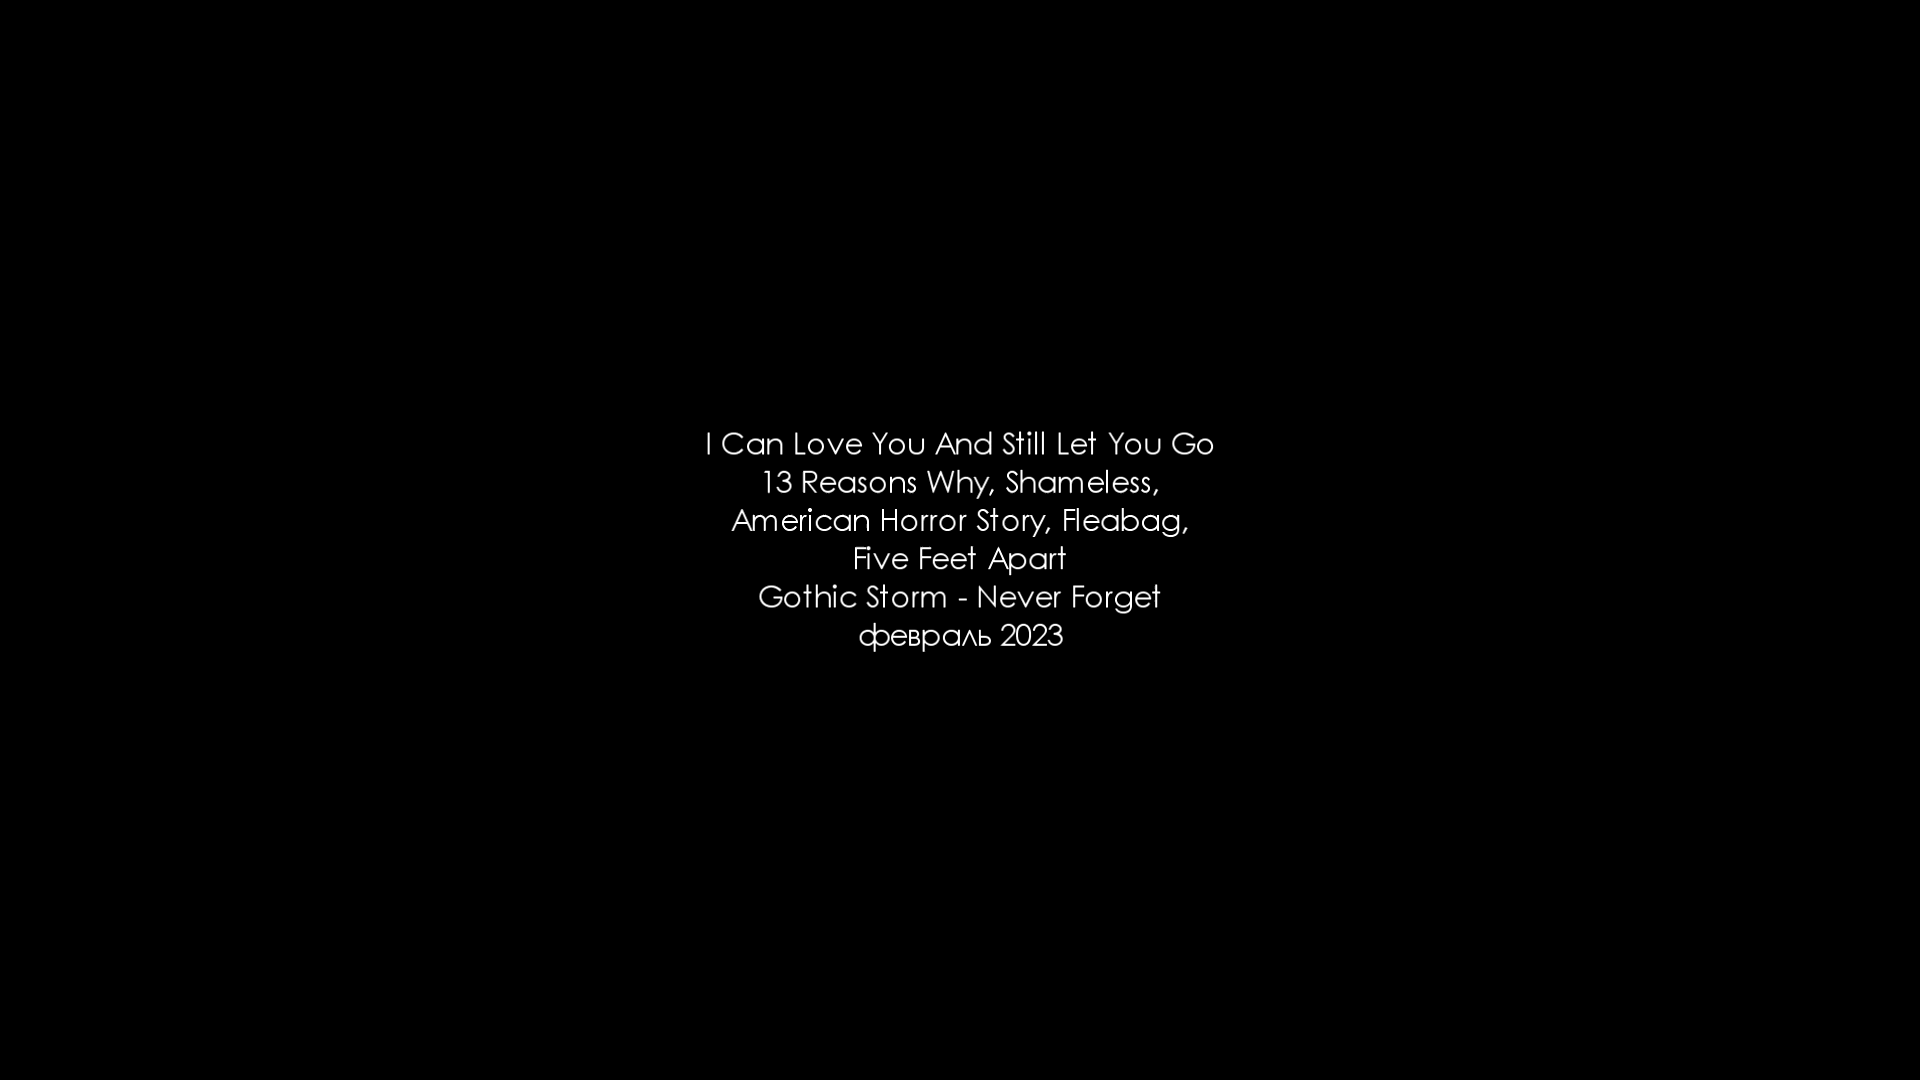 I Can Love You And Still Let You Go
13 Reasons Why, Shameless,
American Horror Story, Fleabag,
Five Feet Apart
Gothic Storm - Never Forget
февраль 2023